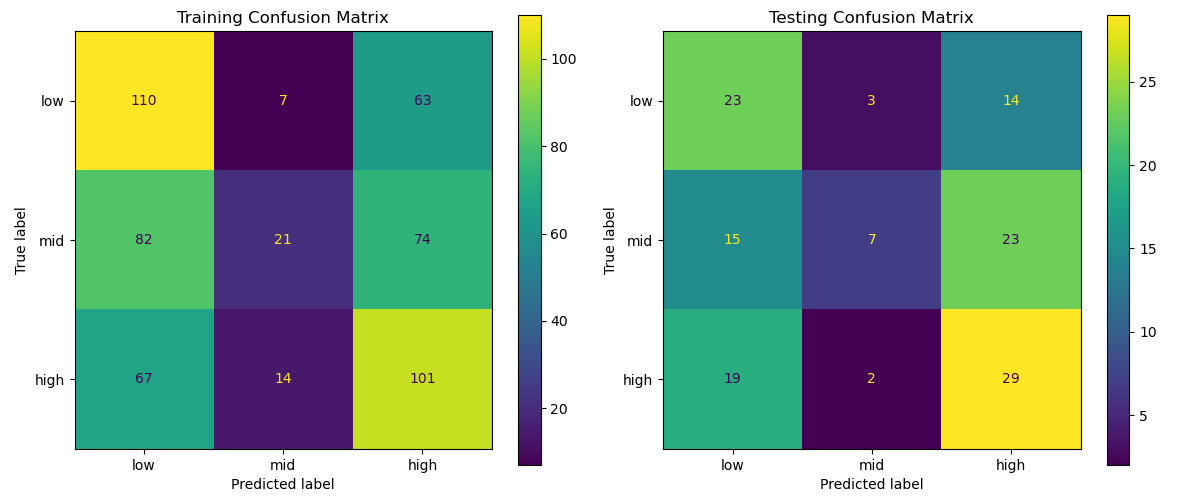 Training Confusion Matrix
Testing Confusion Matrix
low 110 7 63
mid 82 21 74
high 67 14 101
low mid high
Predicted label
True label
100
80
60
40
20
low 23 3 14
mid 15 7 23
high 19 2 29
low mid high
Predicted label
True label
25
20
15
10
5